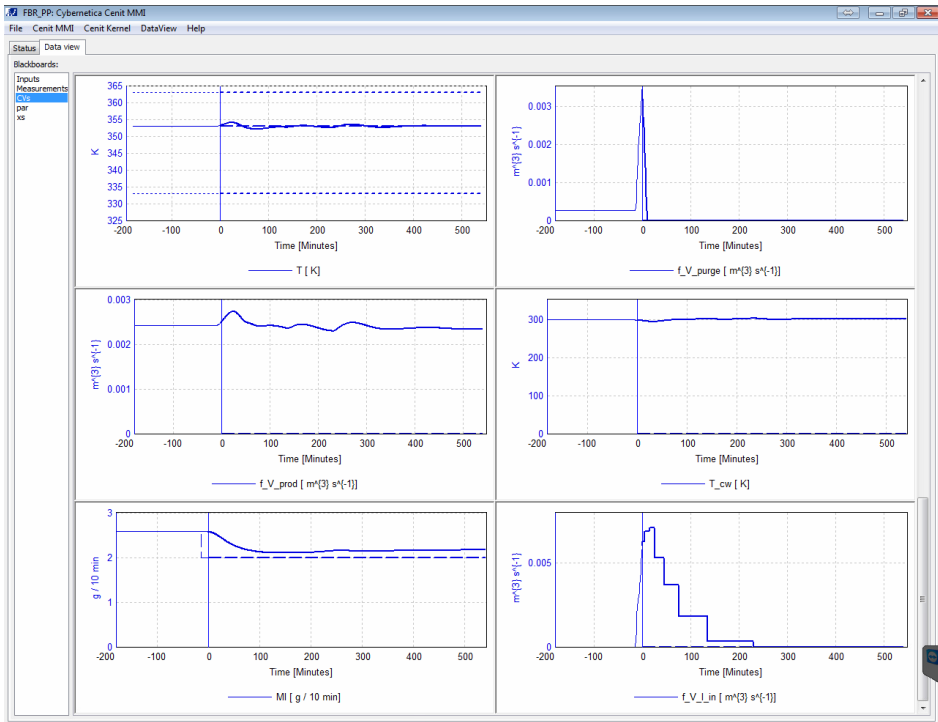 FBR_PP: Cybernetica Cenit MMI
File Cenit MMI Cenit Kernel DataView Help
Status Data view
Blackboards:
Inputs
Measurements
CVs
par
xs
365
360
355
350
345
340
335
330
325
K
-200 -100 0 100 200 300 400 500
Time [Minutes]
T [ K]
0.003
0.002
0.001
0
m^{3} s^{-1}
-200 -100 0 100 200 300 400 500
Time [Minutes]
f_V_purge [ m^{3} s^{-1}]
0.003
0.002
0.001
0
m^{3} s^{-1}]
-200 -100 0 100 200 300 400 500
Time [Minutes]
f_V_prod [ m^{3} s^{-1}]
300
200
100
0
K
-200 -100 0 100 200 300 400 500
Time [Minutes]
T_cw [ K]
3
2
1
0
g / 10 min
-200 -100 0 100 200 300 400 500
Time [Minutes]
MI [ g / 10 min]
0.005
0
m^{3} s^{-1}]
-200 -100 0 100 200 300 400 500
Time [Minutes]
f_V_l_in [ m^{3} s^{-1}]